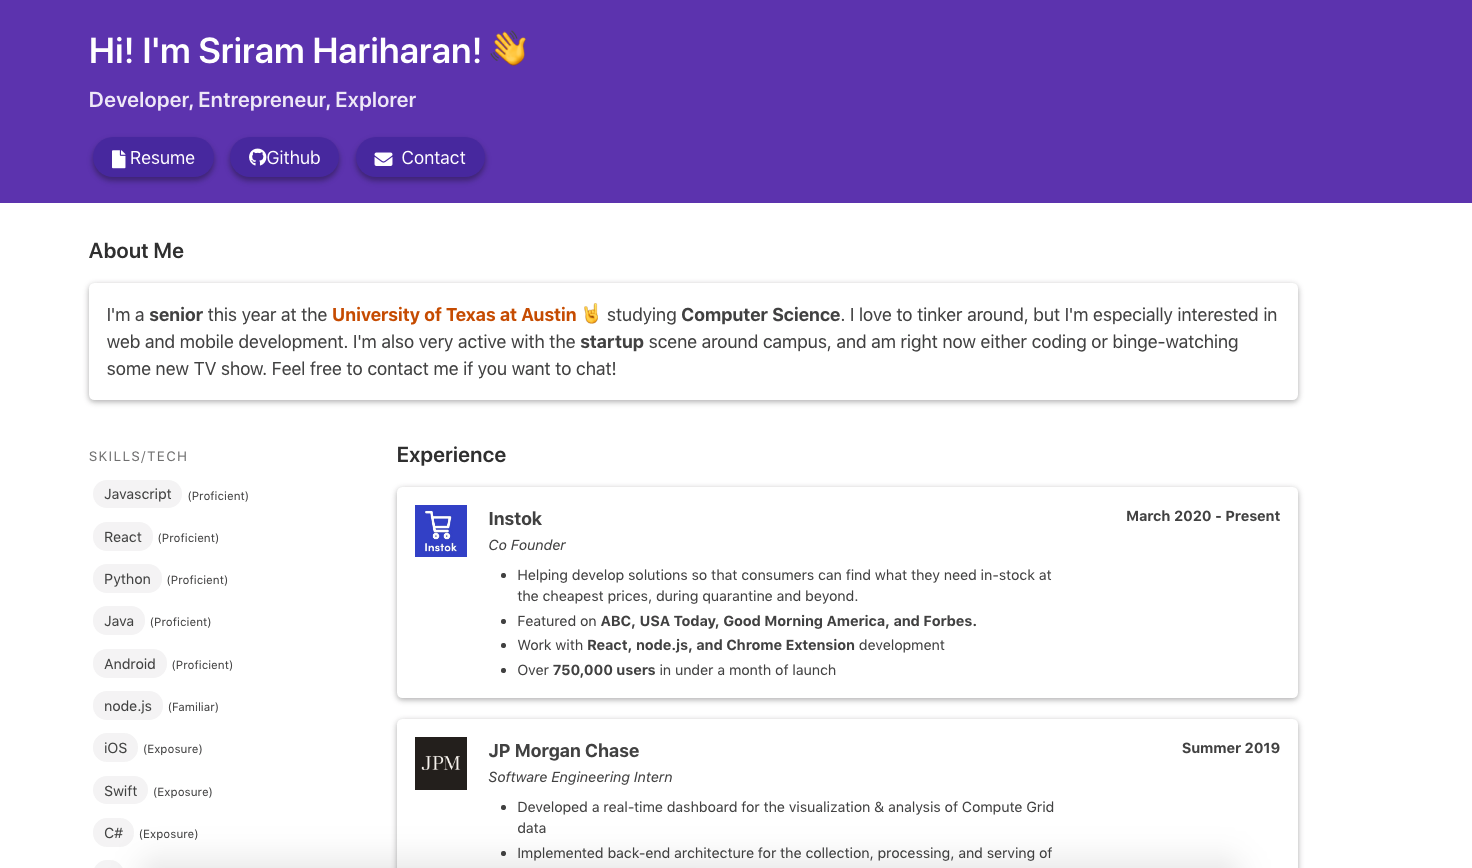 Hi! I'm Sriram Hariharan! 👋
Developer, Entrepreneur, Explorer
Resume
Github
Contact
About Me
I'm a senior this year at the University of Texas at Austin 🤘 studying Computer Science. I love to tinker around, but I'm especially interested in
web and mobile development. I'm also very active with the startup scene around campus, and am right now either coding or binge-watching
some new TV show. Feel free to contact me if you want to chat!
SKILLS/TECH
Javascript (Proficient)
React (Proficient)
Python (Proficient)
Java (Proficient)
Android (Proficient)
node.js (Familiar)
iOS (Exposure)
Swift (Exposure)
C# (Exposure)
Experience
Instok
Instok
March 2020 - Present
Co Founder
• Helping develop solutions so that consumers can find what they need in-stock at
the cheapest prices, during quarantine and beyond.
• Featured on ABC, USA Today, Good Morning America, and Forbes.
• Work with React, node.js, and Chrome Extension development
• Over 750,000 users in under a month of launch
JPM
JP Morgan Chase
Summer 2019
Software Engineering Intern
• Developed a real-time dashboard for the visualization & analysis of Compute Grid
data
• Implemented back-end architecture for the collection, processing, and serving of